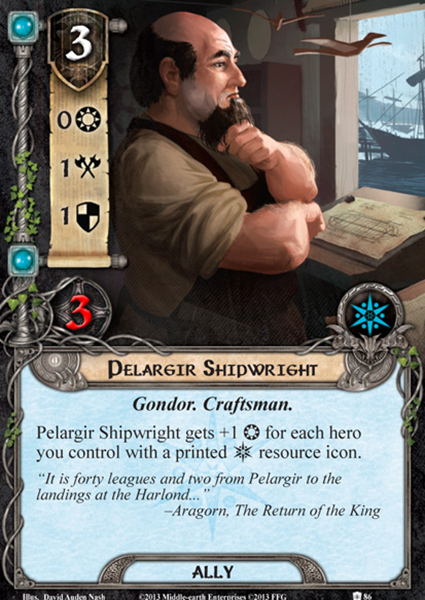 3
0
1
1
3
Pelargir Shipwright
Gondor. Craftsman.
Pelargir Shipwright gets +1 for each hero
you control with a printed resource icon.
“It is forty leagues and two from Pelargir to the
landings at the Harlond...”
–Aragorn, The Return of the King
ALLY
Illus. David Auden Nash ©2013 Middle-earth Enterprises ©2013 FFG 86